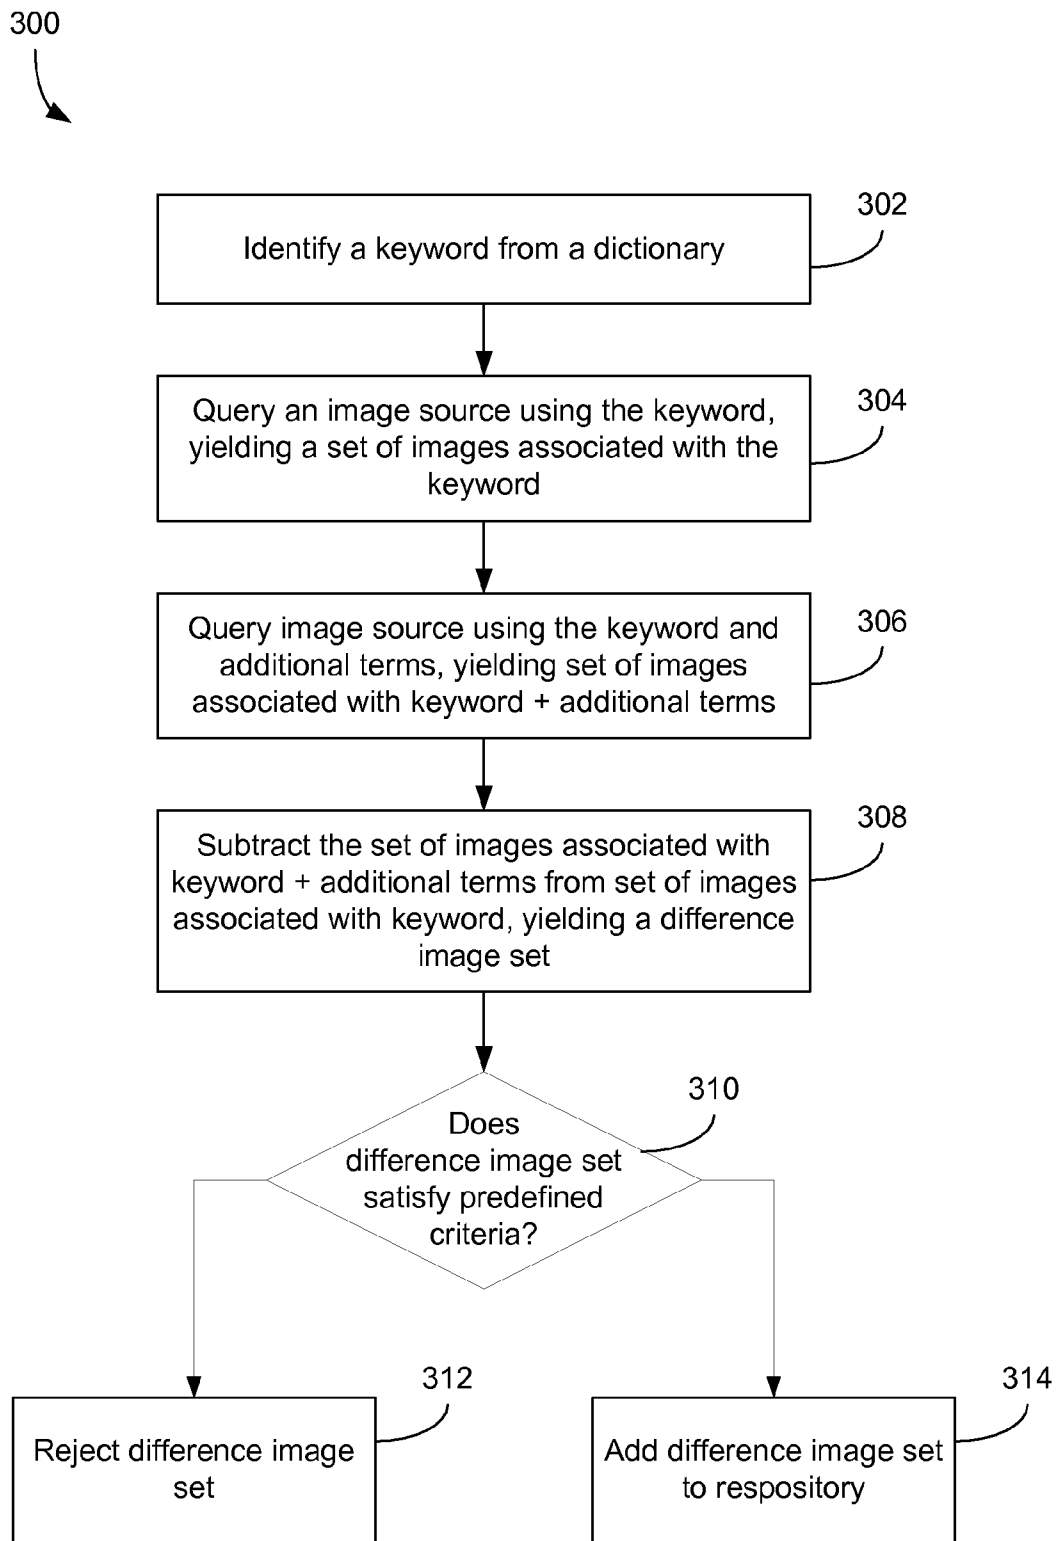 300
302
Identify a keyword from a dictionary
304
Query an image source using the keyword,
yielding a set of images associated with the
keyword
306
Query image source using the keyword and
additional terms, yielding set of images
associated with keyword + additional terms
308
Subtract the set of images associated with
keyword + additional terms from set of images
associated with keyword, yielding a difference
image set
310
Does
difference image set
satisfy predefined
criteria?
312
Reject difference image
set
314
Add difference image set
to respository